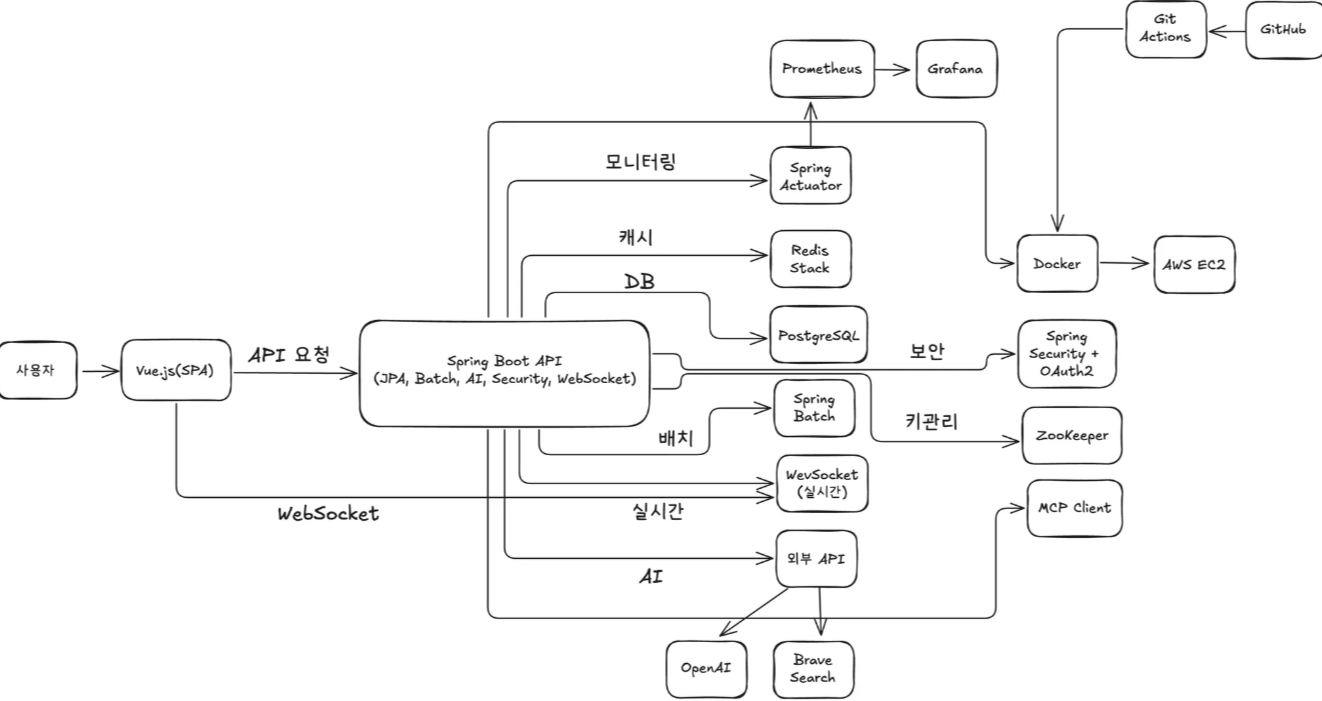 Git
Actions
GitHub
Prometheus
Grafana
모니터링
Spring
Actuator
캐시
Redis
Stack
Docker
AWS EC2
DB
PostgreSQL
사용자
Vue.js(SPA)
API 요청
Spring Boot API
(JPA, Batch, AI, Security, WebSocket)
보안
Spring
Security +
OAuth2
Spring
Batch
배치
키관리
ZooKeeper
WevSocket
(실시간)
WebSocket
실시간
MCP Client
외부 API
AI
OpenAI
Brave
Search